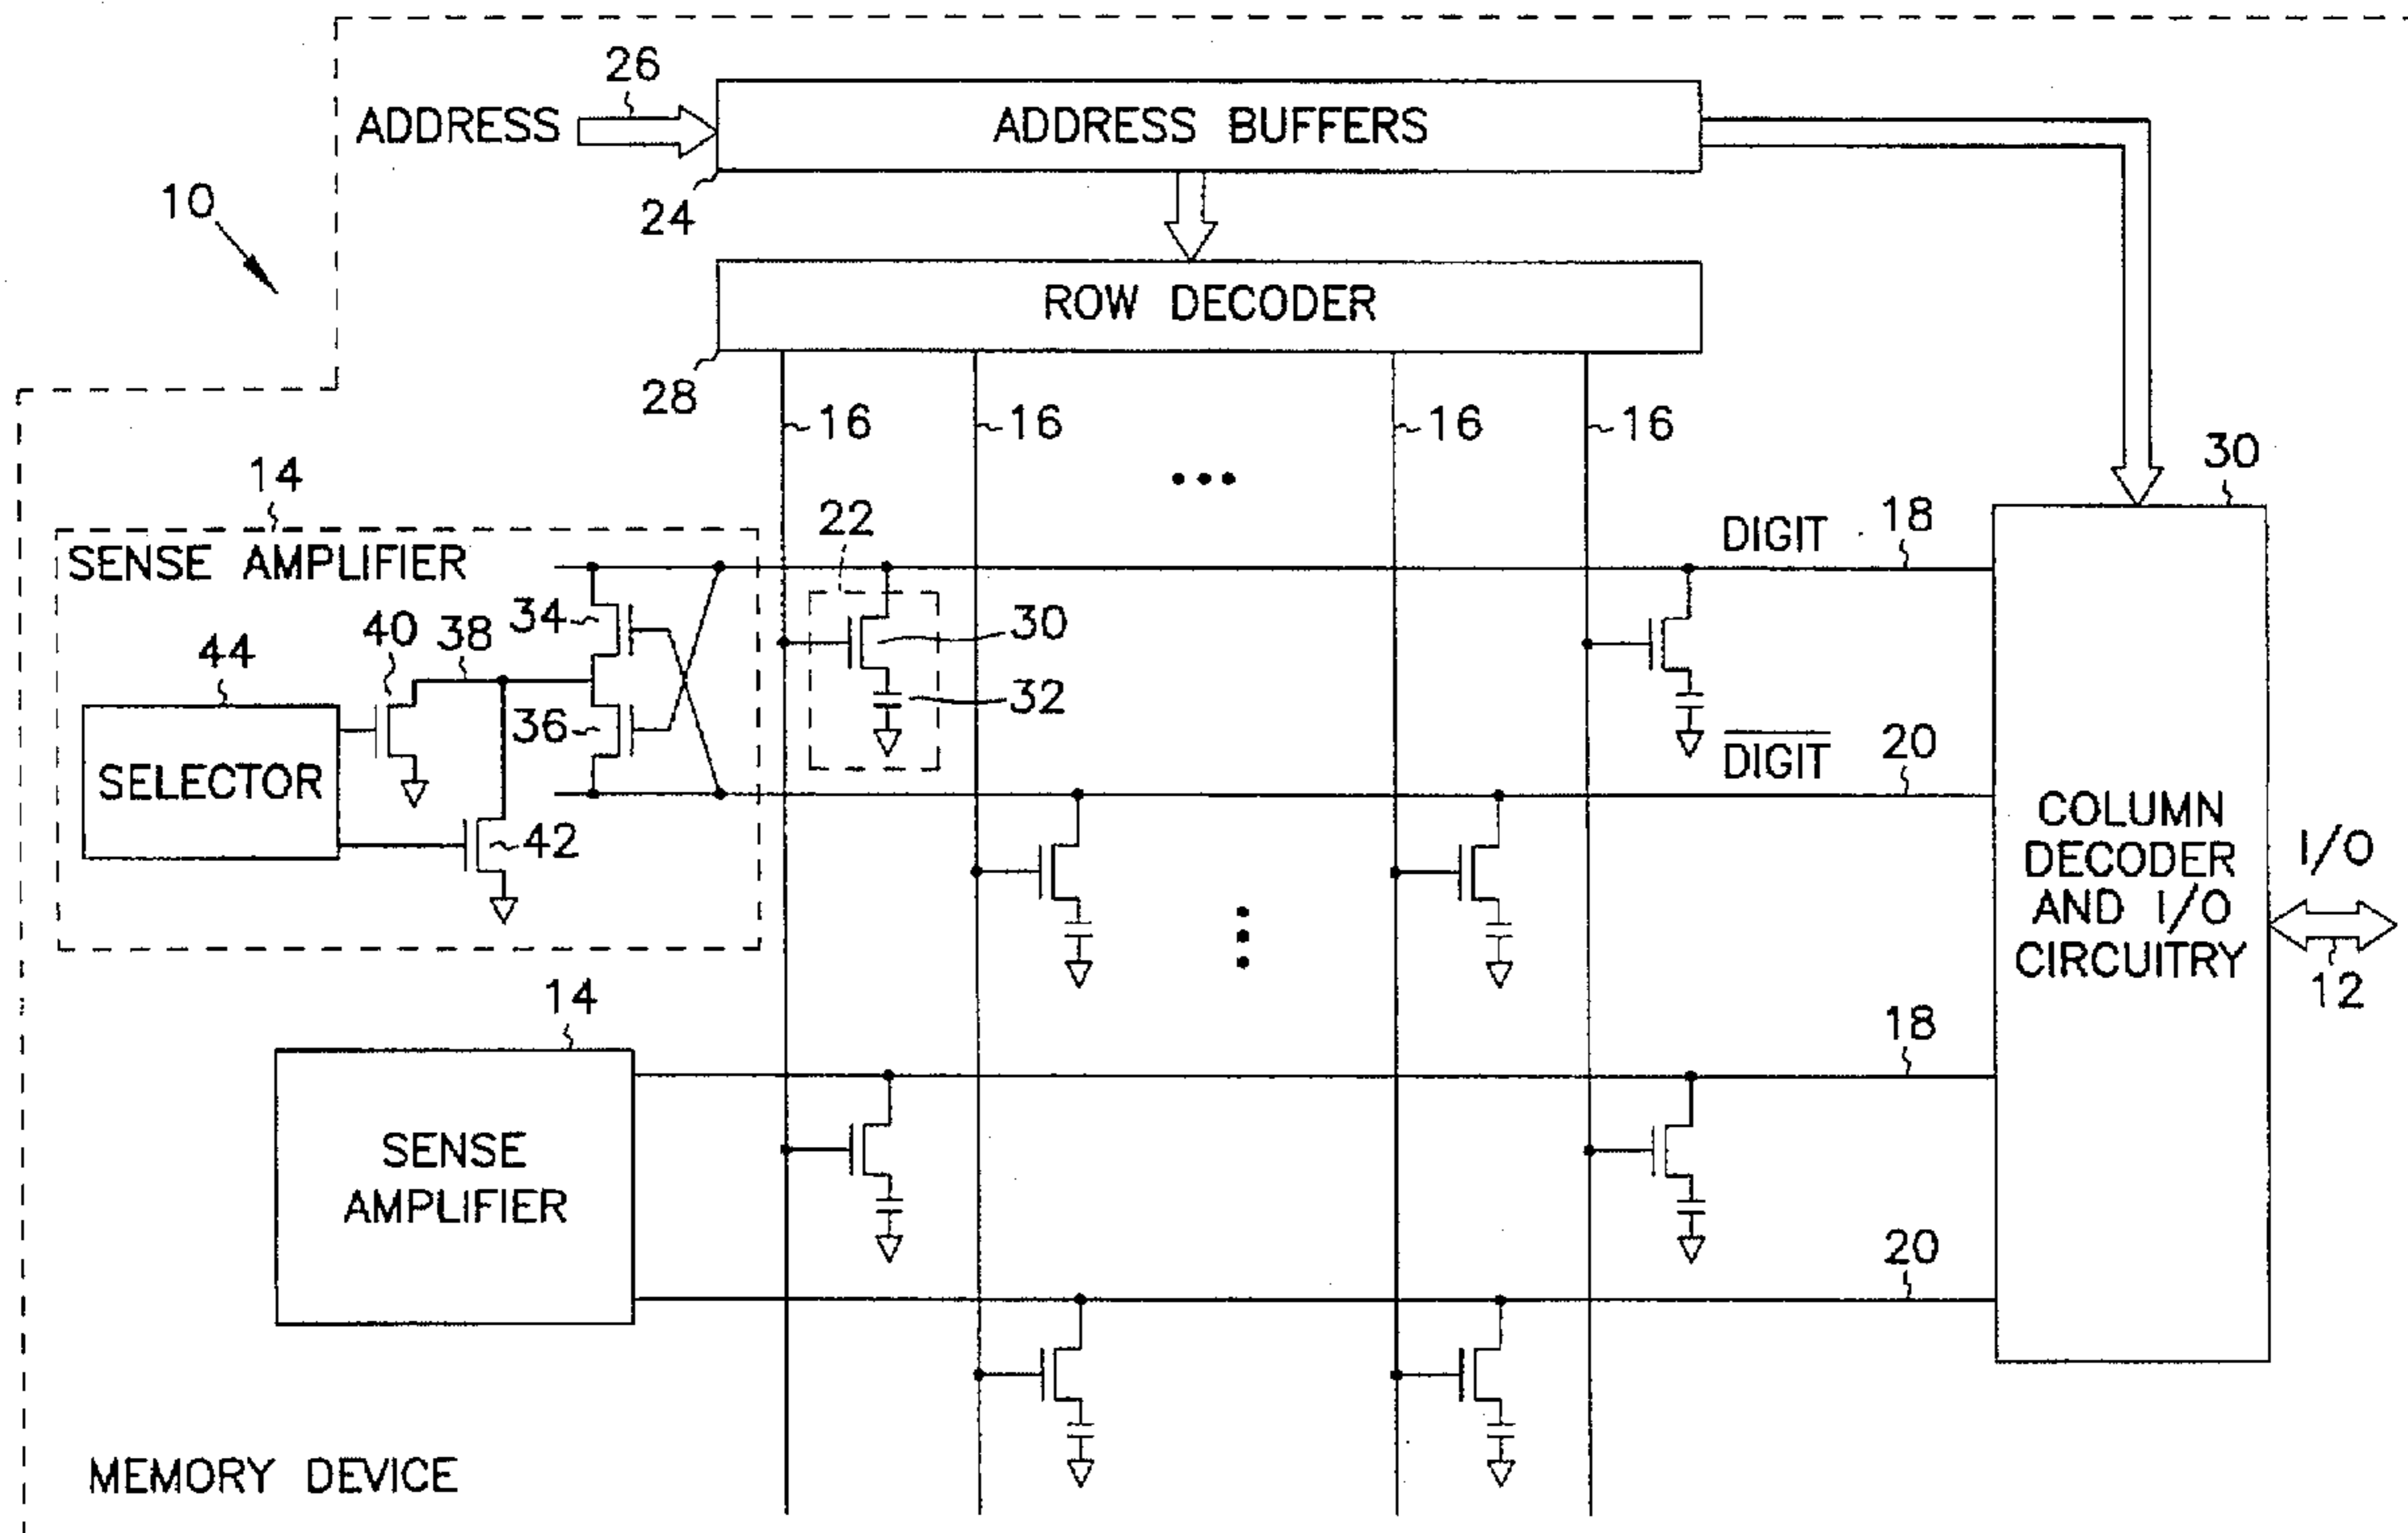 26
ADDRESS
ADDRESS BUFFERS
10
24
ROW DECODER
28
16
16
16
16
14
30
22
DIGIT
18
SENSE AMPLIFIER
34
30
40
38
44
32
36
SELECTOR
D̅I̅G̅I̅T̅
20
42
COLUMN
DECODER
AND I/O
CIRCUITRY
I/O
12
14
18
SENSE
AMPLIFIER
20
MEMORY DEVICE